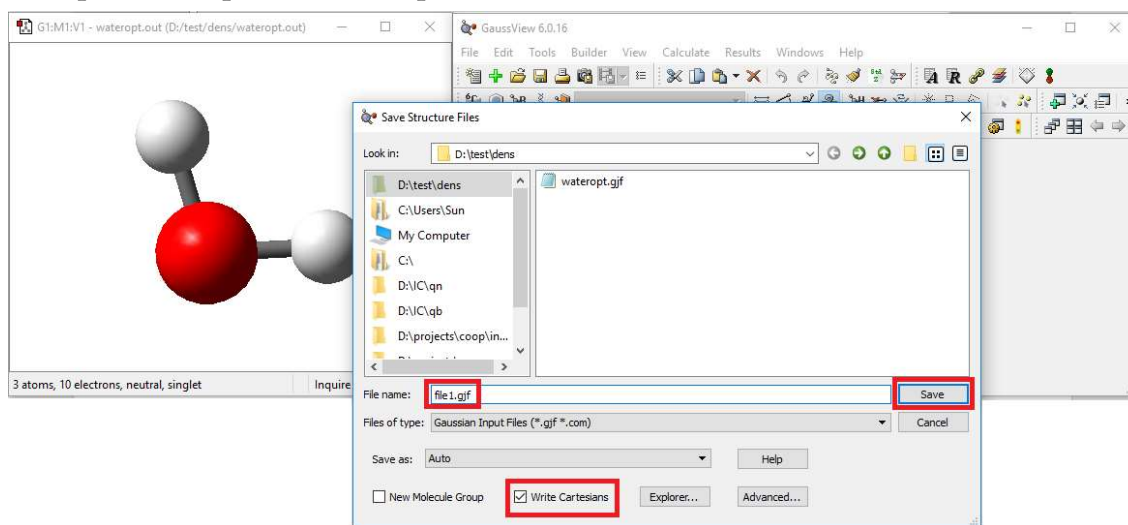 G1:M1:V1 - wateropt.out (D:/test/dens/wateropt.out)
GaussView 6.0.16
File Edit Tools Builder View Calculate Results Windows Help
Save Structure Files
Look in: D:\test\dens
D:\test\dens
wateropt.gjf
C:\Users\Sun
My Computer
C:\
D:\IC\qn
D:\IC\qb
D:\projects\coop\in...
3 atoms, 10 electrons, neutral, singlet
Inquire
File name: file1.gjf Save
Files of type: Gaussian Input Files (*.gjf *.com) Cancel
Save as: Auto Help
New Molecule Group Write Cartesians Explorer... Advanced...